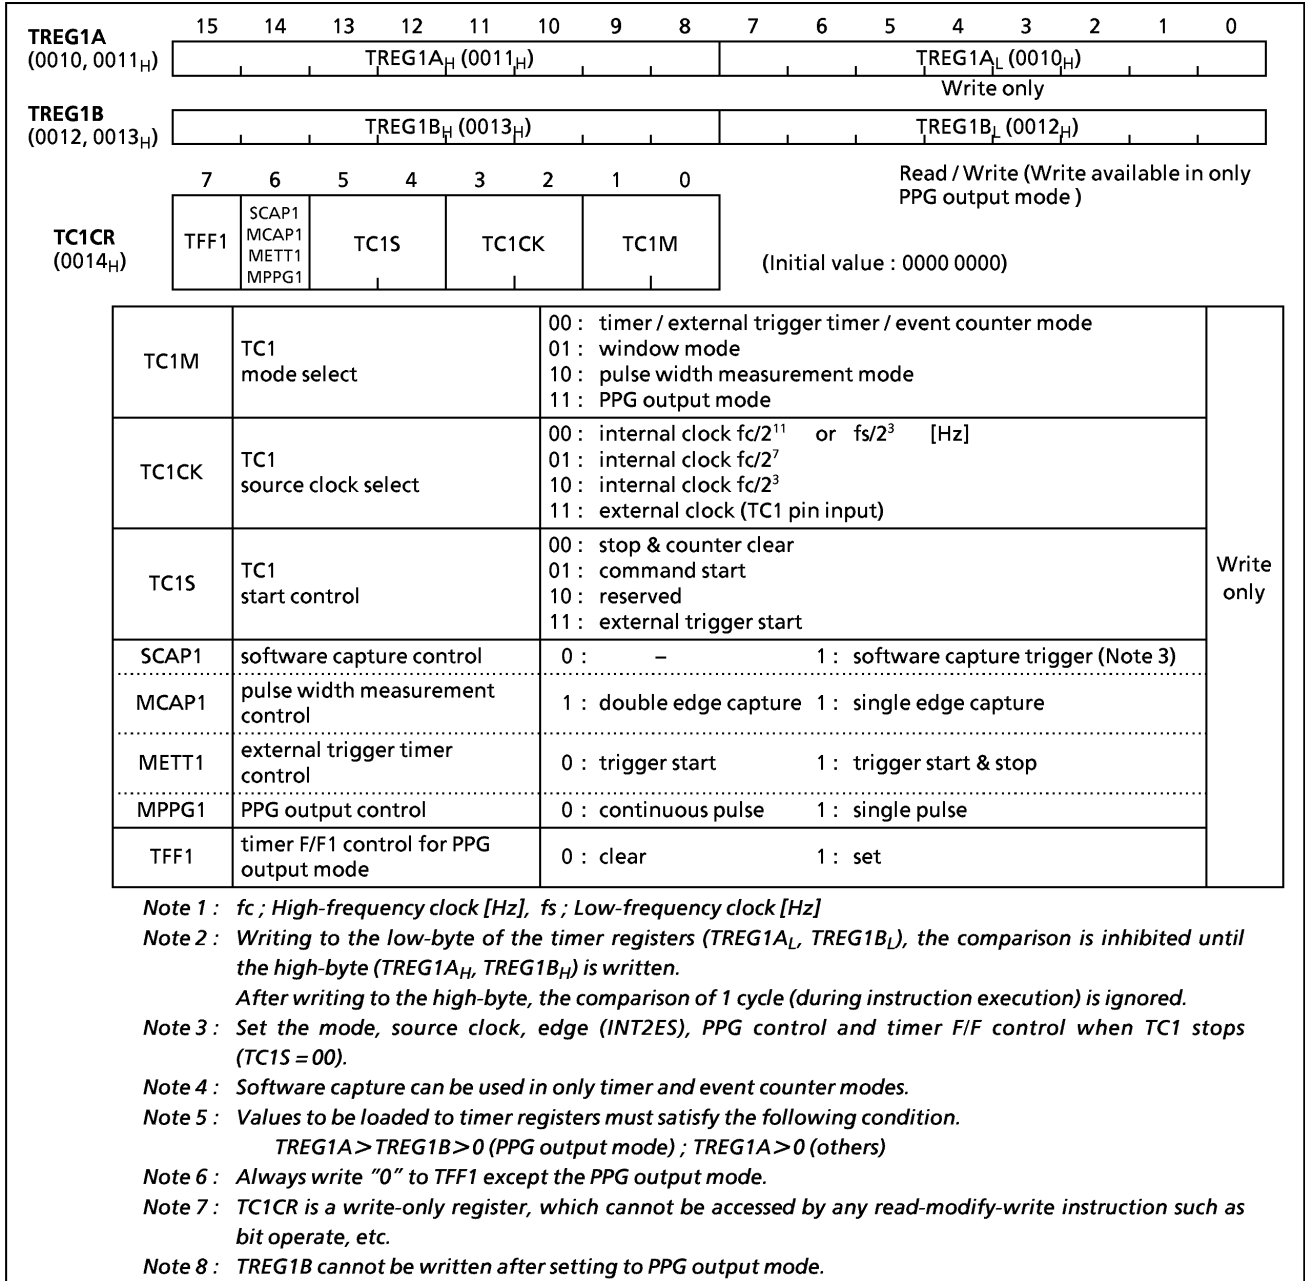 15 14 13 12 11 10 9 8 7 6 5 4 3 2 1 0
TREG1A
(0010, 0011H)
TREG1AH (0011H) TREG1AL (0010H)
Write only
TREG1B
(0012, 0013H)
TREG1BH (0013H) TREG1BL (0012H)
Read / Write (Write available in only
PPG output mode )
7 6 5 4 3 2 1 0
TC1CR
(0014H)
TFF1
SCAP1
MCAP1
METT1
MPPG1
TC1S TC1CK TC1M
(Initial value : 0000 0000)
TC1M
TC1
mode select
00 : timer / external trigger timer / event counter mode
01 : window mode
10 : pulse width measurement mode
11 : PPG output mode
TC1CK
TC1
source clock select
00 : internal clock fc/2¹¹ or fs/2³ [Hz]
01 : internal clock fc/2⁷
10 : internal clock fc/2³
11 : external clock (TC1 pin input)
TC1S
TC1
start control
00 : stop & counter clear
01 : command start
10 : reserved
11 : external trigger start
Write
only
SCAP1 software capture control 0 : – 1 : software capture trigger (Note 3)
MCAP1
pulse width measurement
control
1 : double edge capture 1 : single edge capture
METT1
external trigger timer
control
0 : trigger start 1 : trigger start & stop
MPPG1 PPG output control 0 : continuous pulse 1 : single pulse
TFF1
timer F/F1 control for PPG
output mode
0 : clear 1 : set
Note 1 : fc ; High-frequency clock [Hz], fs ; Low-frequency clock [Hz]
Note 2 : Writing to the low-byte of the timer registers (TREG1AL, TREG1BL), the comparison is inhibited until
the high-byte (TREG1AH, TREG1BH) is written.
After writing to the high-byte, the comparison of 1 cycle (during instruction execution) is ignored.
Note 3 : Set the mode, source clock, edge (INT2ES), PPG control and timer F/F control when TC1 stops
(TC1S = 00).
Note 4 : Software capture can be used in only timer and event counter modes.
Note 5 : Values to be loaded to timer registers must satisfy the following condition.
TREG1A > TREG1B > 0 (PPG output mode) ; TREG1A > 0 (others)
Note 6 : Always write "0" to TFF1 except the PPG output mode.
Note 7 : TC1CR is a write-only register, which cannot be accessed by any read-modify-write instruction such as
bit operate, etc.
Note 8 : TREG1B cannot be written after setting to PPG output mode.